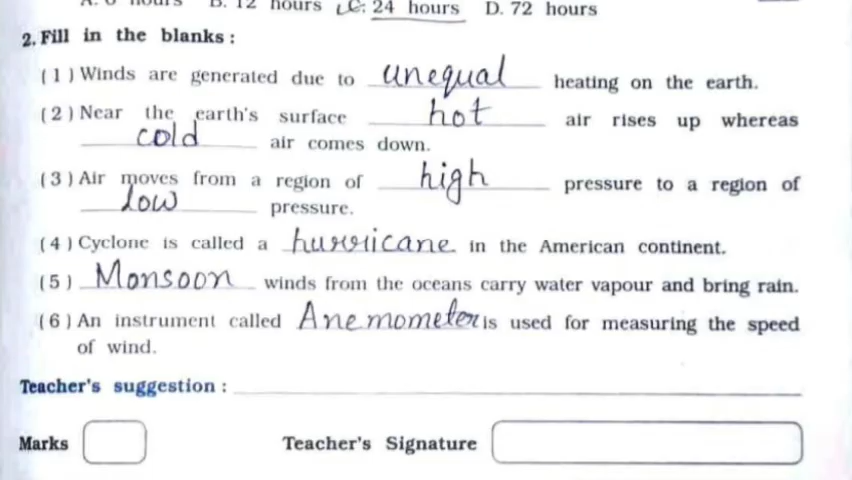 B. 12 hours C. 24 hours D. 72 hours
2. Fill in the blanks :
(1) Winds are generated due to unequal heating on the earth.
(2) Near the earth's surface hot air rises up whereas
cold air comes down.
(3) Air moves from a region of high pressure to a region of
low pressure.
(4) Cyclone is called a hurricane in the American continent.
(5) Monsoon winds from the oceans carry water vapour and bring rain.
(6) An instrument called Anemometer is used for measuring the speed
of wind.
Teacher's suggestion :
Marks Teacher's Signature